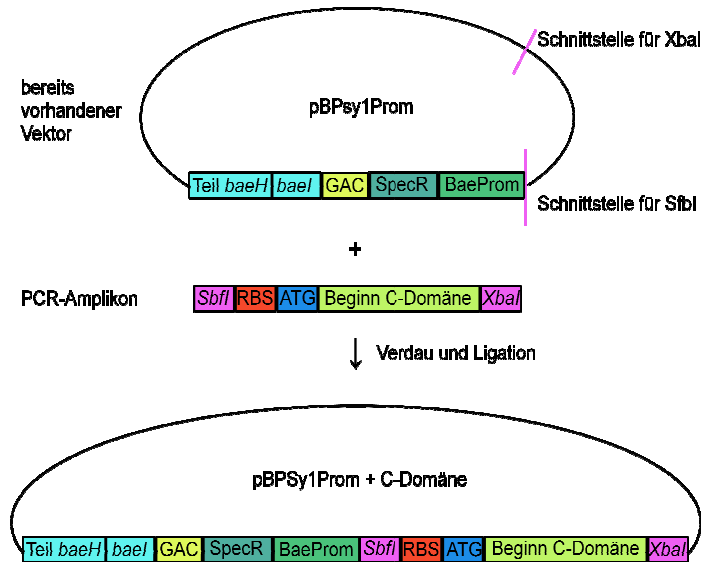 Schnittstelle für XbaI
bereits
vorhandener
Vektor
pBPsy1Prom
Teil baeH baeI GAC SpecR BaeProm
Schnittstelle für SfbI
+
PCR-Amplikon
SbfI RBS ATG Beginn C-Domäne XbaI
↓ Verdau und Ligation
pBPSy1Prom + C-Domäne
Teil baeH baeI GAC SpecR BaeProm SbfI RBS ATG Beginn C-Domäne XbaI